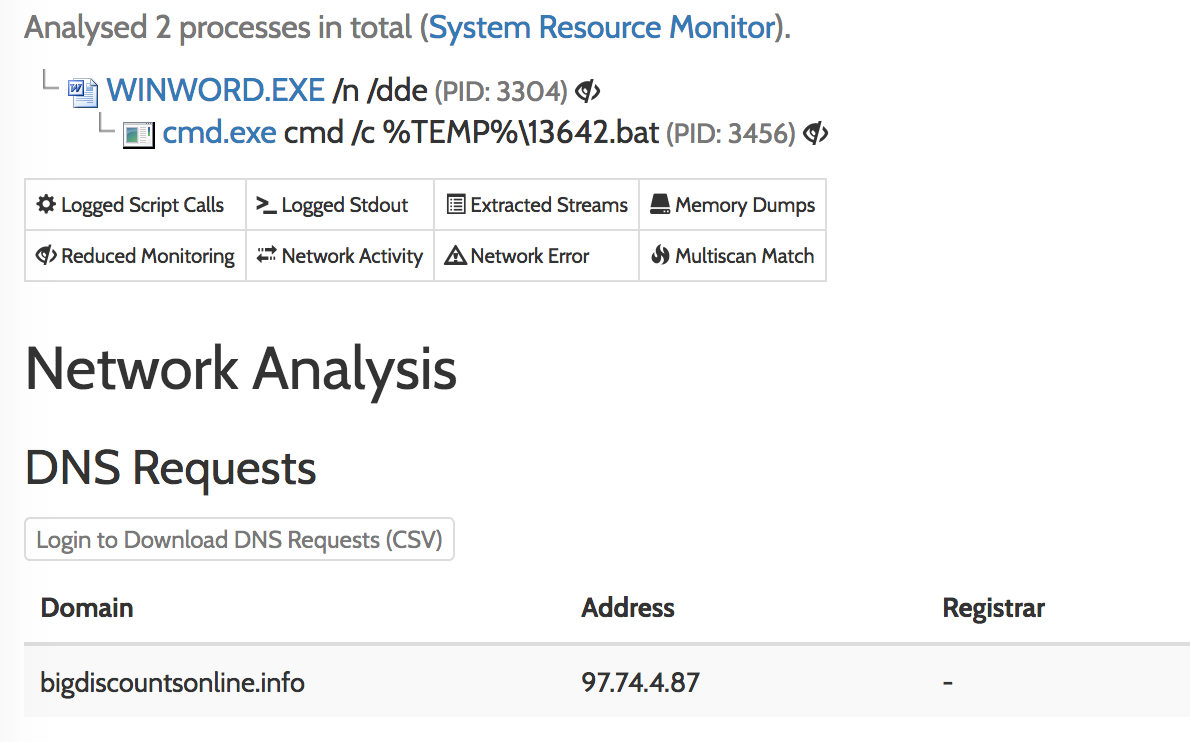 Analysed 2 processes in total (System Resource Monitor).
WINWORD.EXE /n /dde (PID: 3304)
cmd.exe cmd /c %TEMP%\13642.bat (PID: 3456)
Logged Script Calls Logged Stdout Extracted Streams Memory Dumps
Reduced Monitoring Network Activity Network Error Multiscan Match
Network Analysis
DNS Requests
Login to Download DNS Requests (CSV)
Domain Address Registrar
bigdiscountsonline.info 97.74.4.87 -